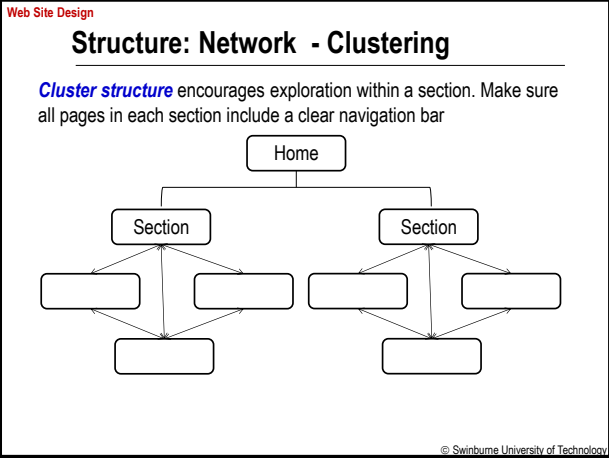 Web Site Design
Structure: Network - Clustering
Cluster structure encourages exploration within a section. Make sure
all pages in each section include a clear navigation bar
Home
Section
Section
© Swinburne University of Technology